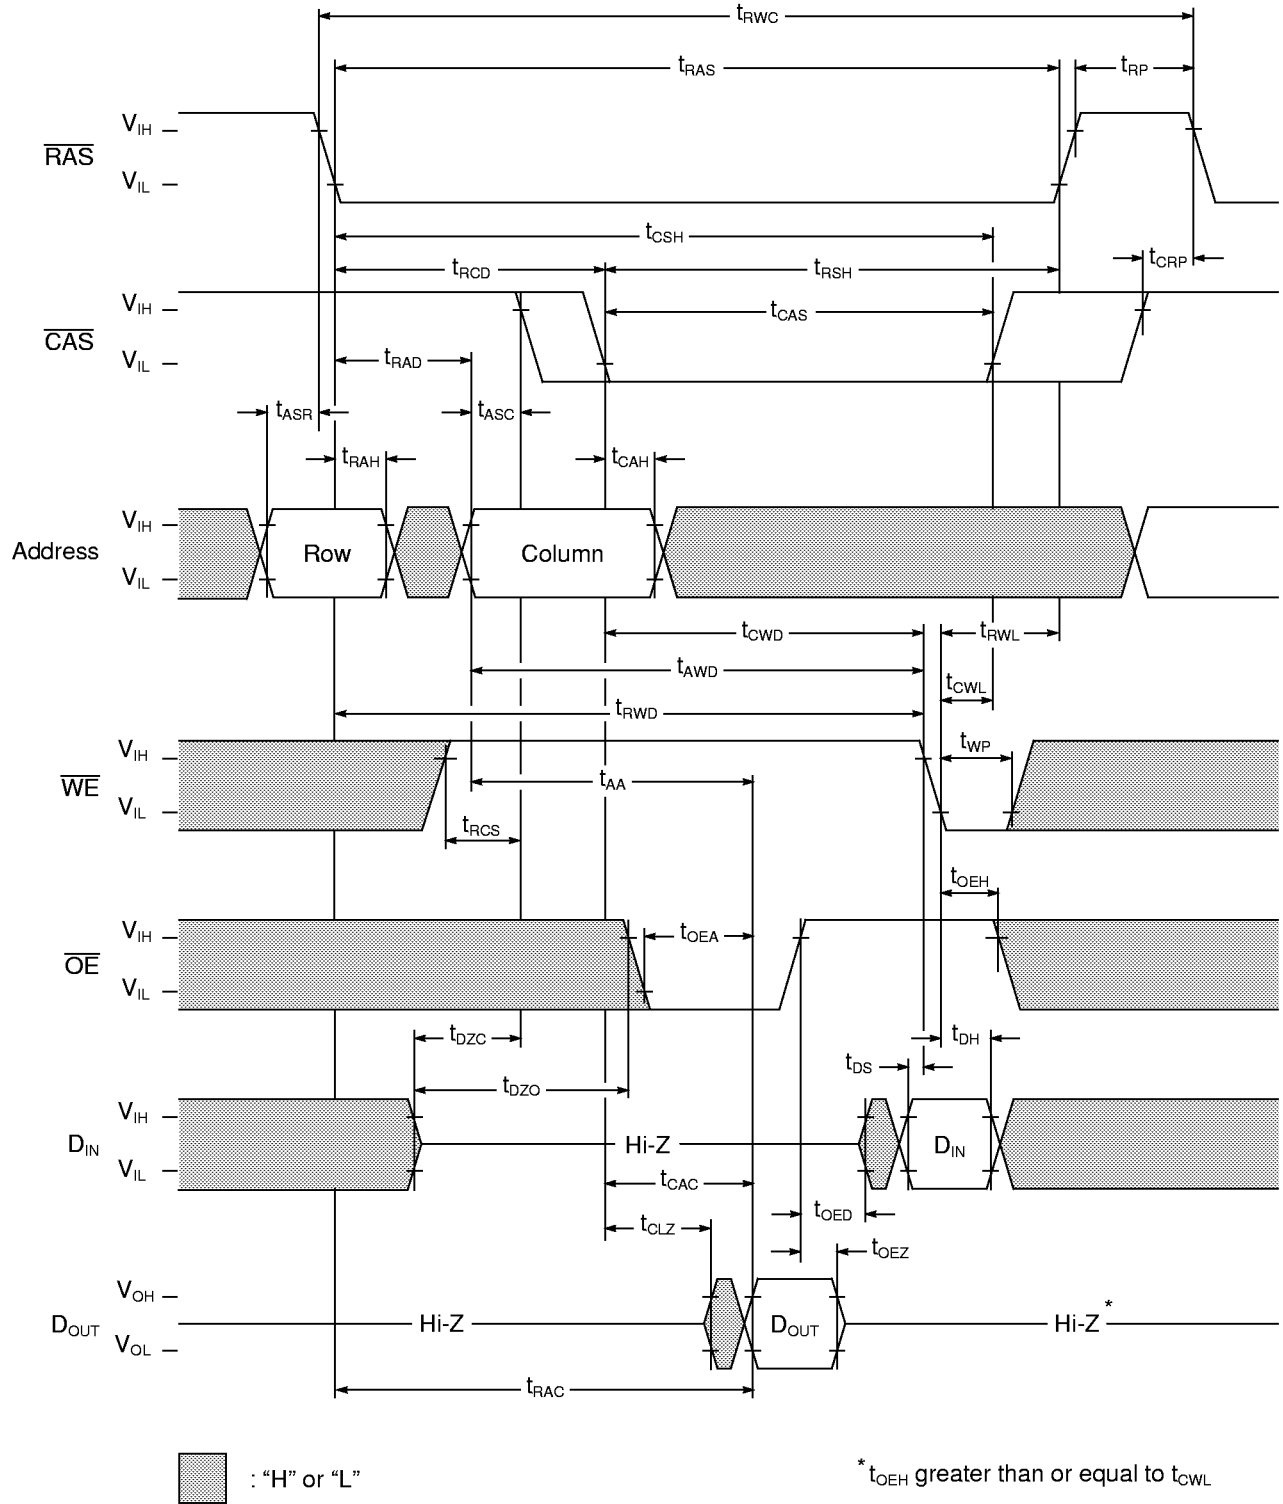 tRWC
tRAS
tRP
VIH
RAS
VIL
tCSH
tRCD
tRSH
tCRP
VIH
CAS
tCAS
VIL
tRAD
tASR
tASC
tRAH
tCAH
VIH
Address
Row
Column
VIL
tCWD
tRWL
tAWD
tCWL
tRWD
VIH
tWP
WE
tAA
VIL
tRCS
tOEH
VIH
tOEA
OE
VIL
tDZC
tDH
tDS
tDZO
VIH
DIN
Hi-Z
DIN
VIL
tCAC
tOED
tCLZ
tOEZ
VOH
DOUT
Hi-Z
DOUT
Hi-Z*
VOL
tRAC
: “H” or “L”
*tOEH greater than or equal to tCWL